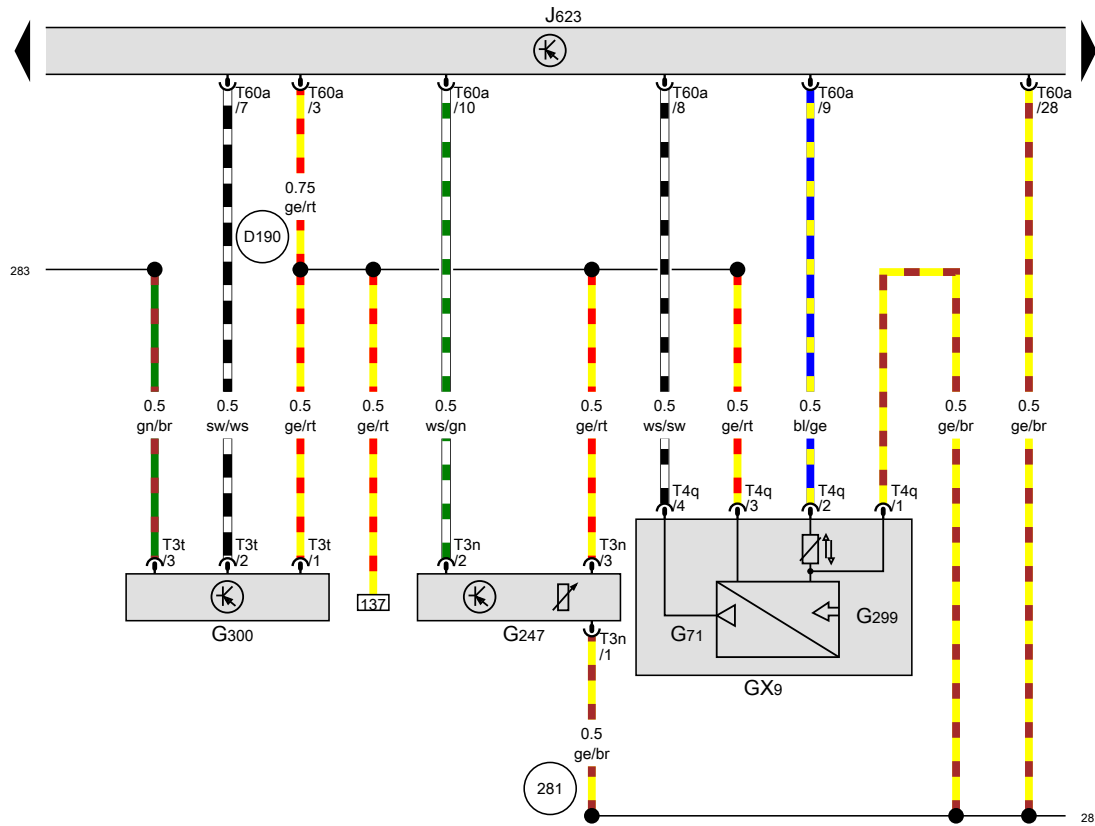 J623
T60a
/7
T60a
/3
T60a
/10
T60a
/8
T60a
/9
T60a
/28
0.75
ge/rt
D190
283
0.5
gn/br
0.5
sw/ws
0.5
ge/rt
0.5
ge/rt
0.5
ws/gn
0.5
ge/rt
0.5
ws/sw
0.5
ge/rt
0.5
bl/ge
0.5
ge/br
0.5
ge/br
T4q
/4
T4q
/3
T4q
/2
T4q
/1
T3t
/3
T3t
/2
T3t
/1
T3n
/2
T3n
/3
137
G300
G247
G71
G299
T3n
/1
GX9
0.5
ge/br
281
28